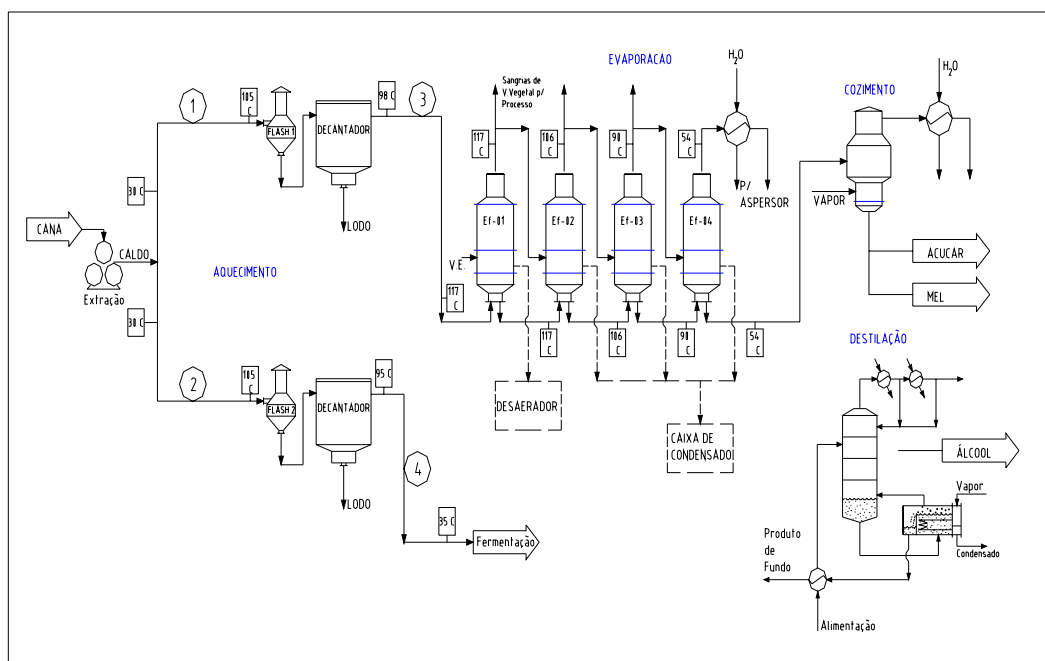 H2O
EVAPORACAO
COZIMENTO
H2O
Sangrias de
V Vegetal p/
Processo
1
105
C
FLASH 1
DECANTADOR
98 C
3
117
C
106
C
90
C
54
C
P/
ASPERSOR
VAPOR
30 C
CANA
CALDO
Extração
AQUECIMENTO
LODO
Ef-01
Ef-02
Ef-03
Ef-04
V.E.
ACUCAR
MEL
117
C
117
C
106
C
90
C
54
C
30 C
2
105
C
FLASH 2
DECANTADOR
95 C
LODO
4
35 C
Fermentação
DESAERADOR
CAIXA DE
CONDENSADO
DESTILAÇÃO
ÁLCOOL
Vapor
Condensado
Produto
de
Fundo
Alimentação